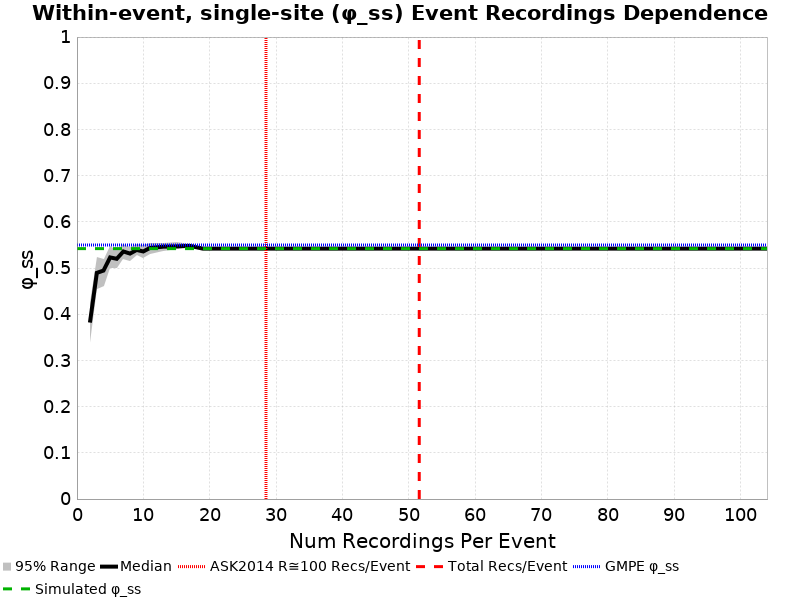 Within-event, single-site (φ_ss) Event Recordings Dependence
1
0.9
0.8
0.7
0.6
0.5
0.4
0.3
0.2
0.1
0
φ_ss
0 10 20 30 40 50 60 70 80 90 100
Num Recordings Per Event
95% Range Median ASK2014 R≅100 Recs/Event Total Recs/Event GMPE φ_ss
Simulated φ_ss